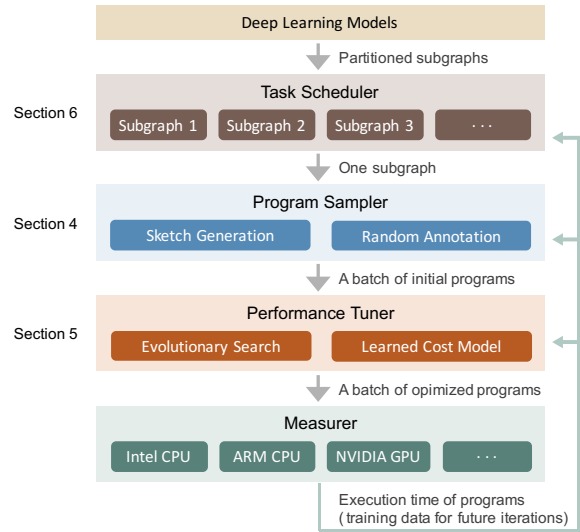 Deep Learning Models
Partitioned subgraphs
Section 6
Task Scheduler
Subgraph 1 Subgraph 2 Subgraph 3 . . .
One subgraph
Section 4
Program Sampler
Sketch Generation Random Annotation
A batch of initial programs
Section 5
Performance Tuner
Evolutionary Search Learned Cost Model
A batch of opimized programs
Measurer
Intel CPU ARM CPU NVIDIA GPU . . .
Execution time of programs
( training data for future iterations)